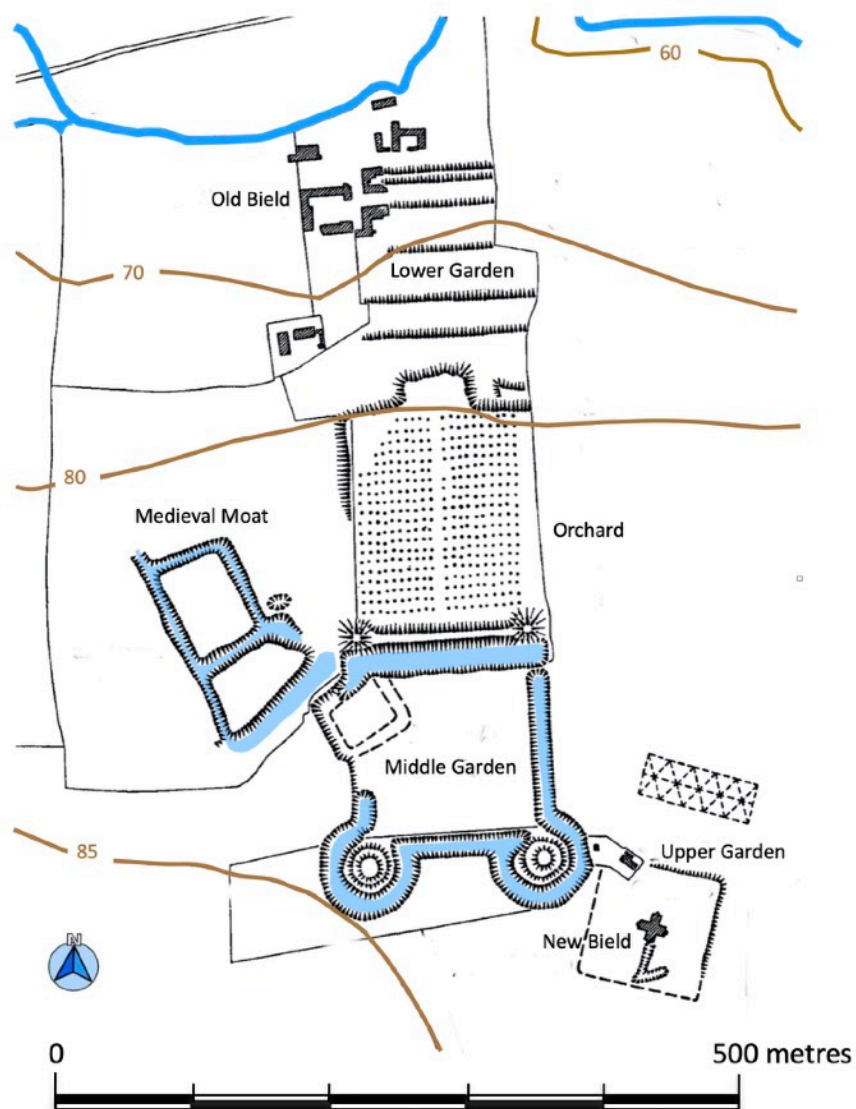 60
Old Bield
70
Lower Garden
80
Medieval Moat
Orchard
Middle Garden
85
Upper Garden
New Bield
N
0
500 metres